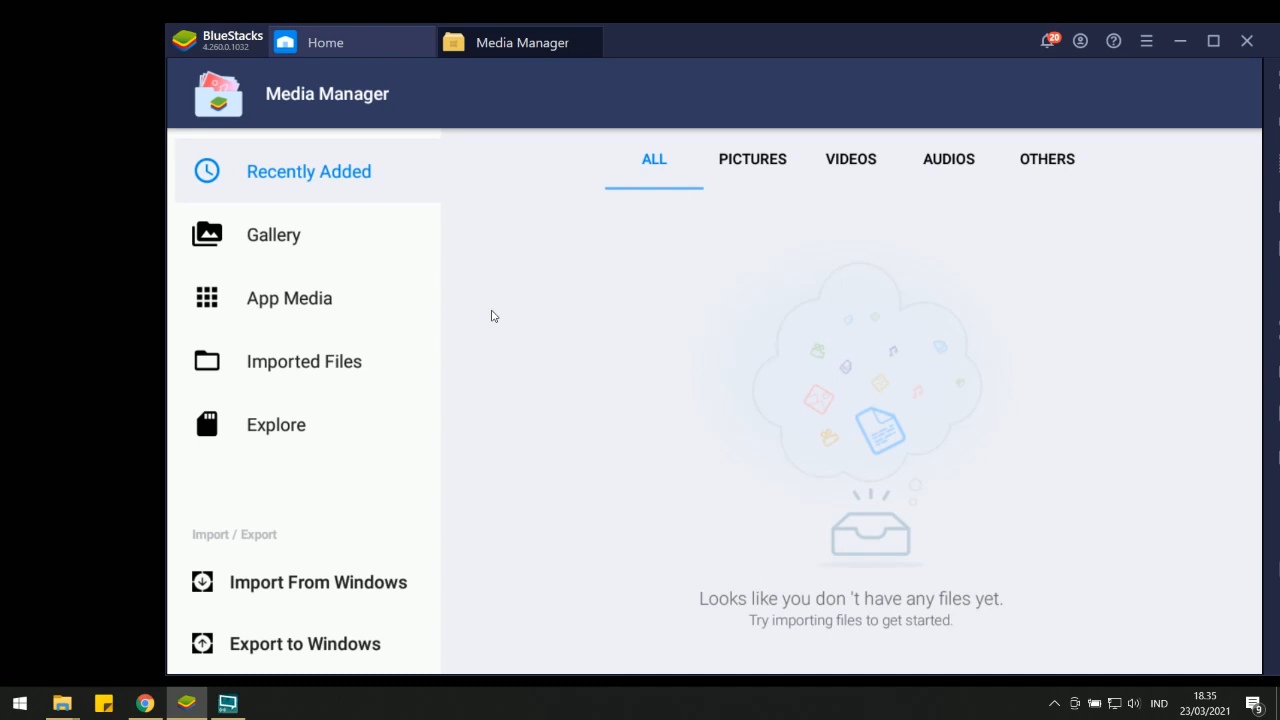 BlueStacks
4.260.0.1032
Home
Media Manager
20
Media Manager
Recently Added
Gallery
App Media
Imported Files
Explore
Import / Export
Import From Windows
Export to Windows
ALL
PICTURES
VIDEOS
AUDIOS
OTHERS
Looks like you don 't have any files yet.
Try importing files to get started.
IND
18.35
23/03/2021
9